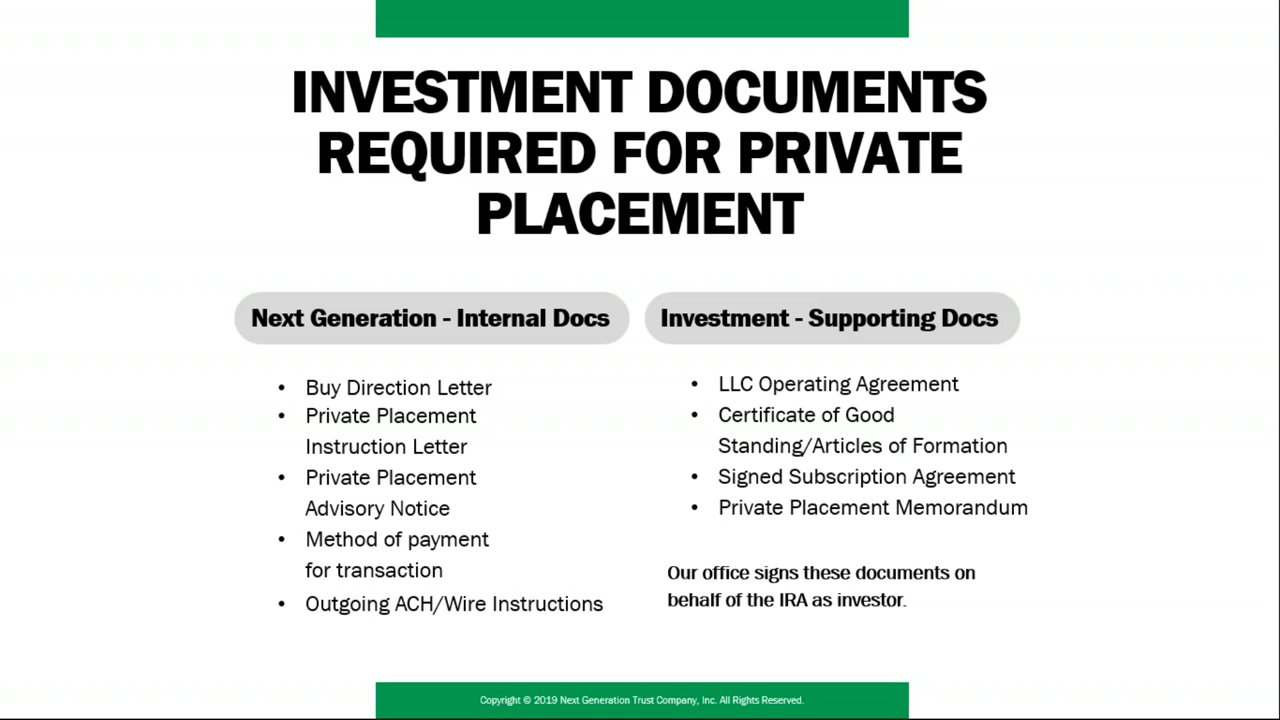 INVESTMENT DOCUMENTS
REQUIRED FOR PRIVATE
PLACEMENT
Next Generation - Internal Docs
• Buy Direction Letter
• Private Placement
Instruction Letter
• Private Placement
Advisory Notice
• Method of payment
for transaction
• Outgoing ACH/Wire Instructions
Investment - Supporting Docs
• LLC Operating Agreement
• Certificate of Good
Standing/Articles of Formation
• Signed Subscription Agreement
• Private Placement Memorandum
Our office signs these documents on
behalf of the IRA as investor.
Copyright © 2019 Next Generation Trust Company, Inc. All Rights Reserved.